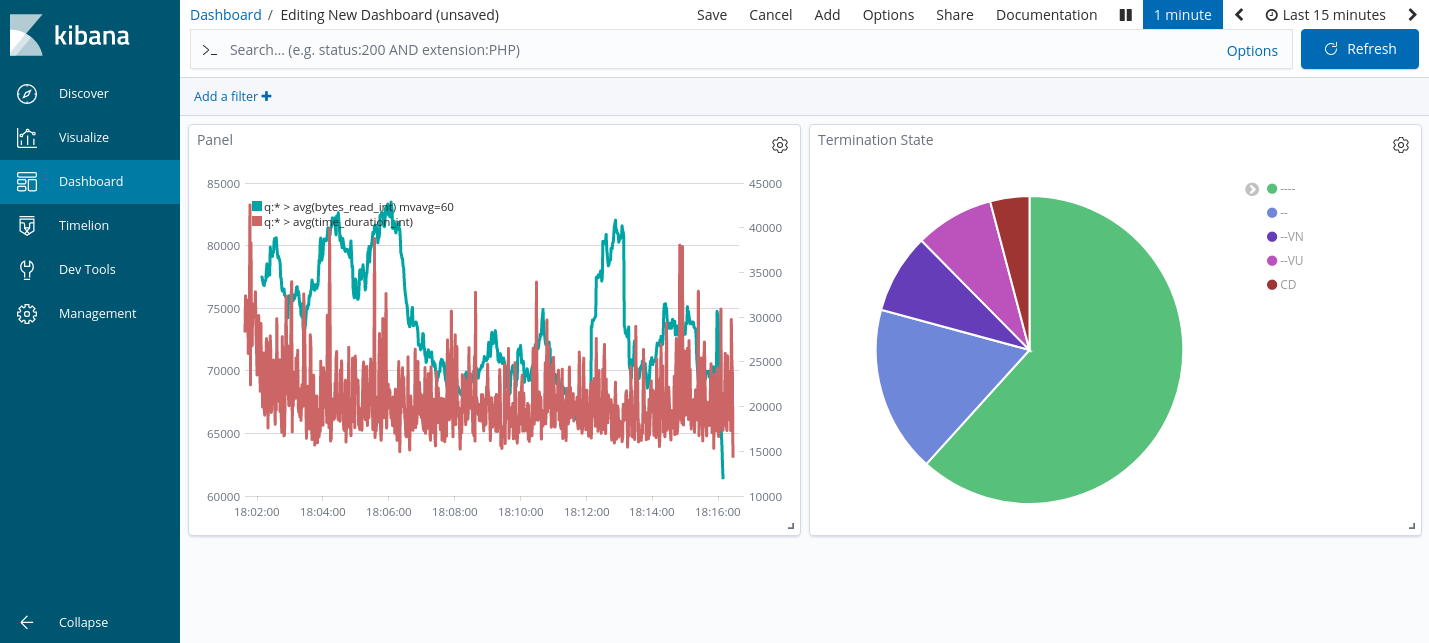 kibana
Discover
Visualize
Dashboard
Timelion
Dev Tools
Management
Collapse
Dashboard / Editing New Dashboard (unsaved)
Save Cancel Add Options Share Documentation 1 minute Last 15 minutes
>_ Search... (e.g. status:200 AND extension:PHP) Options Refresh
Add a filter +
Panel
85000
80000
75000
70000
65000
60000
q:* > avg(bytes_read_int) mvavg=60
q:* > avg(time_duration_int)
45000
40000
35000
30000
25000
20000
15000
10000
18:02:00 18:04:00 18:06:00 18:08:00 18:10:00 18:12:00 18:14:00 18:16:00
Termination State
----
--
--VN
--VU
CD